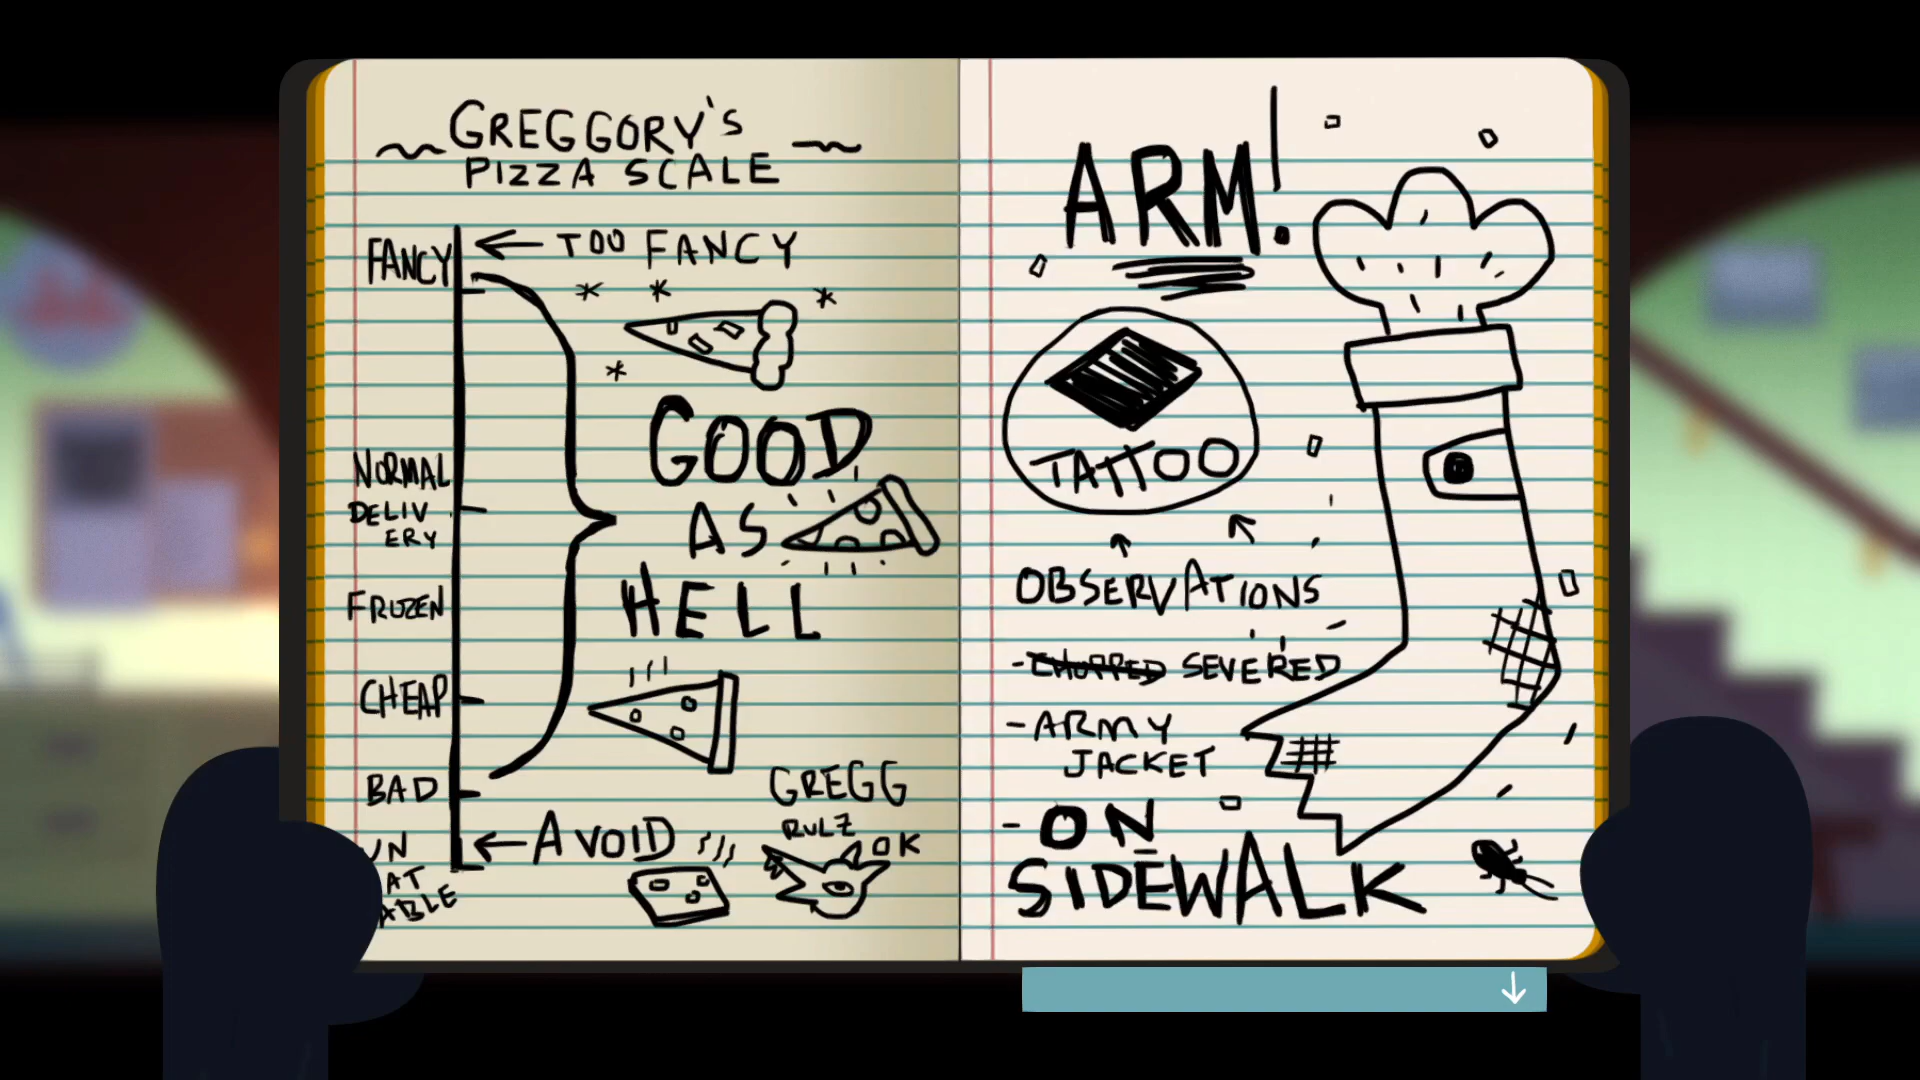 GREGGORY'S
PIZZA SCALE
FANCY
TOO FANCY
GOOD
AS
HELL
NORMAL
DELIV
ERY
FROZEN
CHEAP
BAD
AVOID
GREGG
RULZ
OK
ARM!
TATTOO
OBSERVATIONS
- CHOPPED SEVERED
- ARMY
JACKET
- ON
SIDEWALK